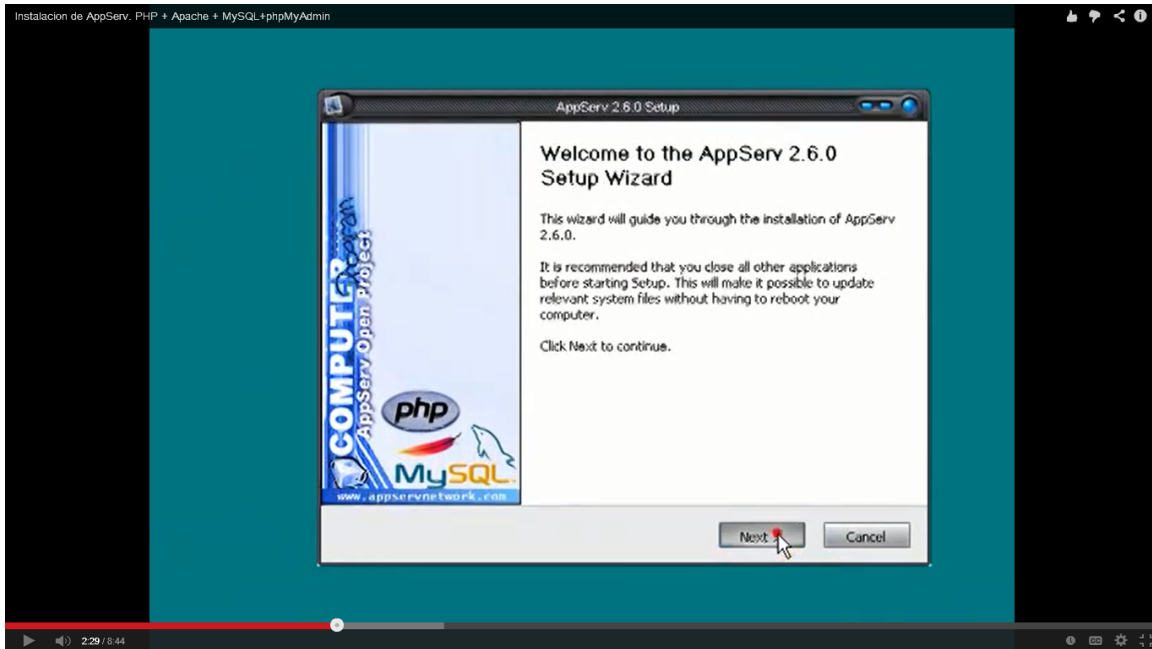 Instalacion de AppServ. PHP + Apache + MySQL+phpMyAdmin
AppServ 2.6.0 Setup
Welcome to the AppServ 2.6.0
Setup Wizard
This wizard will guide you through the installation of AppServ
2.6.0.
It is recommended that you close all other applications
before starting Setup. This will make it possible to update
relevant system files without having to reboot your
computer.
Click Next to continue.
COMPUTER
Program
AppServ Open Project
php
MySQL
www.appservnetwork.com
Next
Cancel
2:29 / 8:44
CC